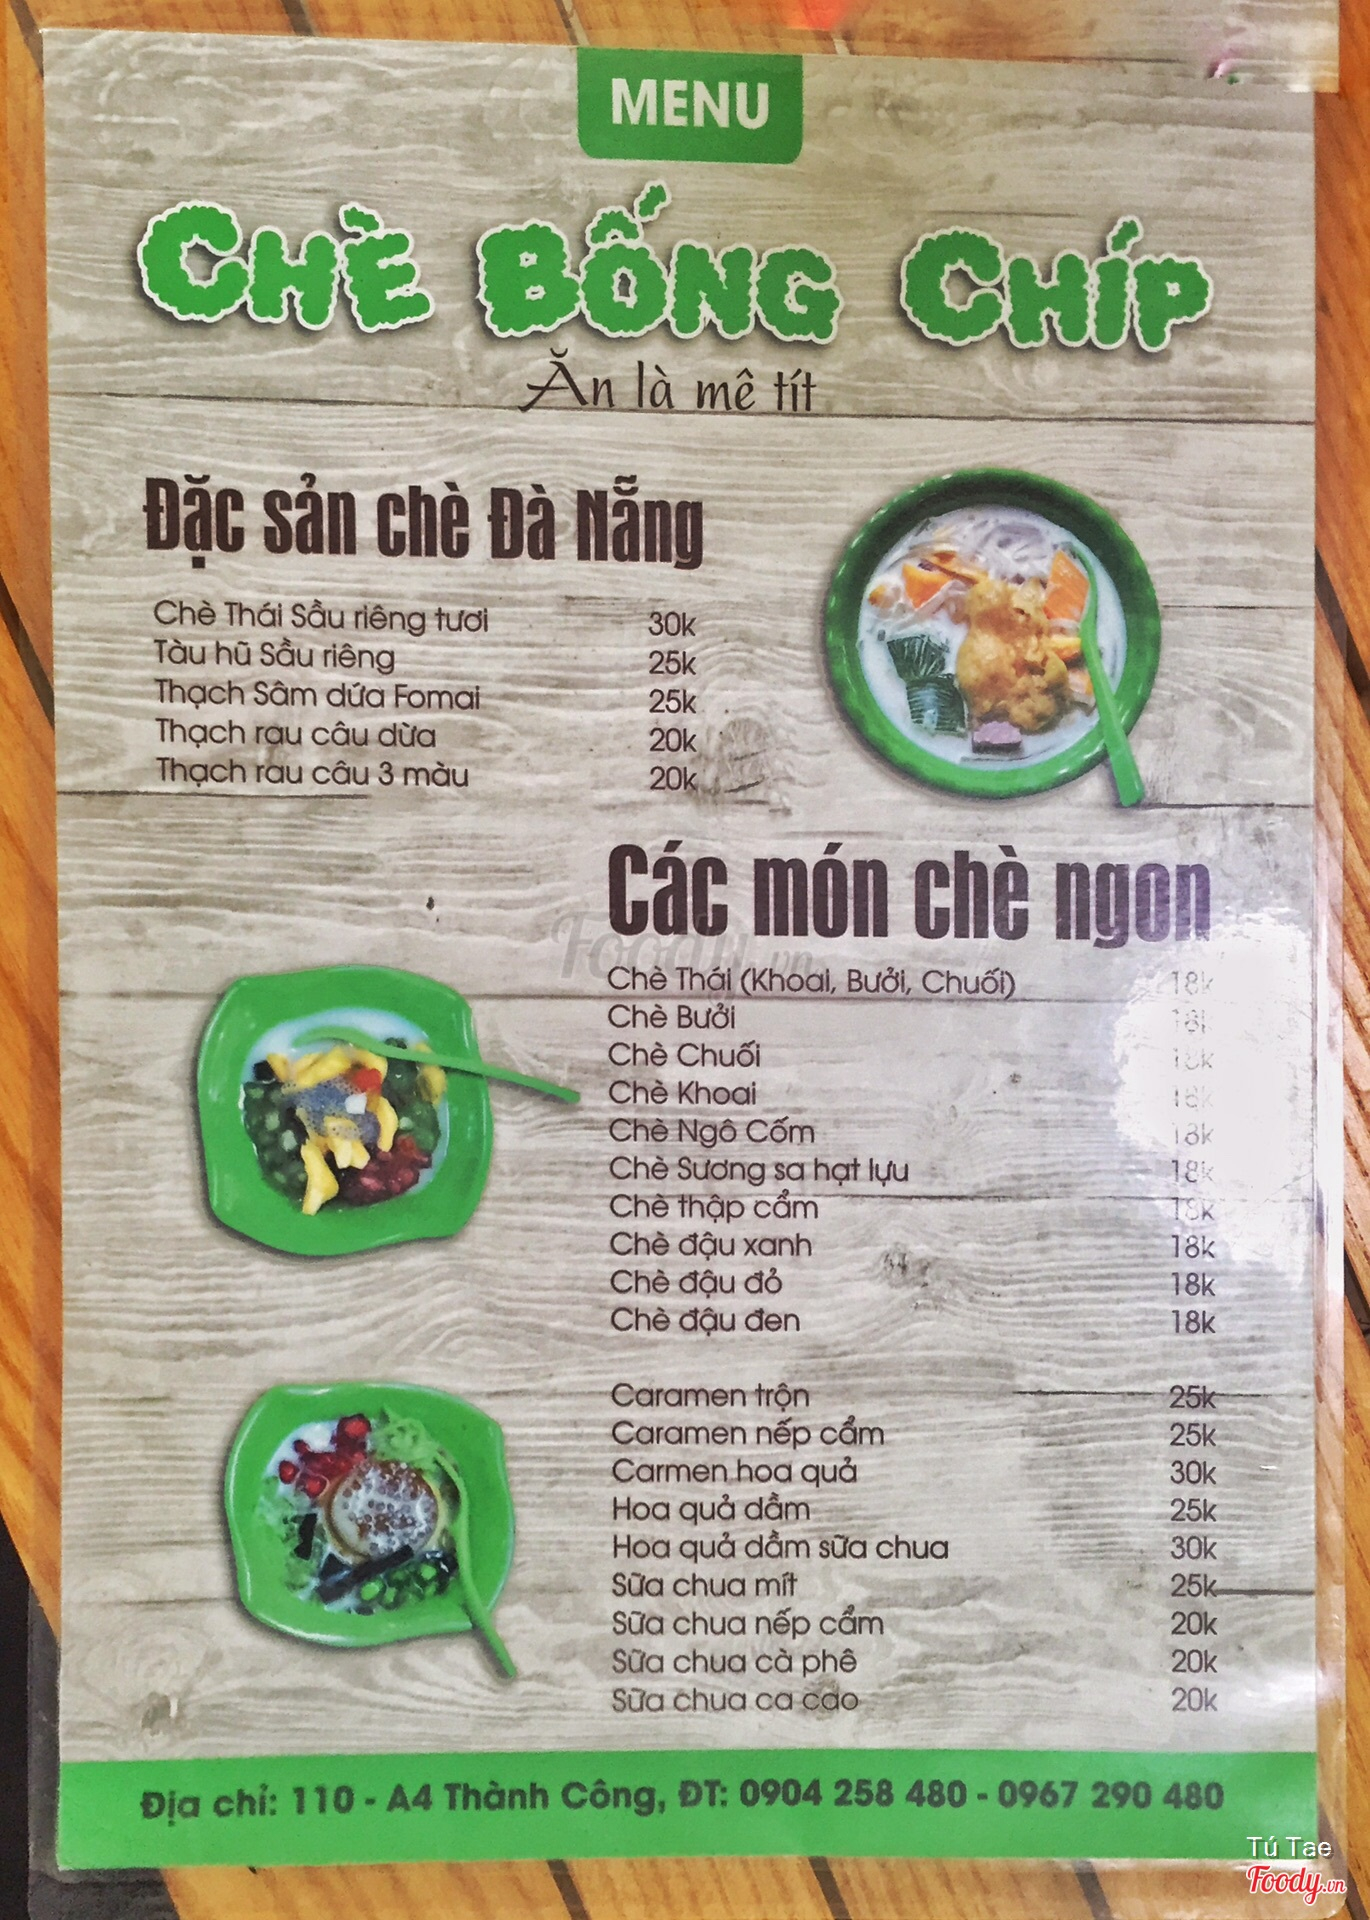 MENU
CHÈ BỐNG CHÍP
Ăn là mê tít
Đặc sản chè Đà Nẵng
Chè Thái Sầu riêng tươi 30k
Tàu hũ Sầu riêng 25k
Thạch Sâm dứa Fomai 25k
Thạch rau câu dừa 20k
Thạch rau câu 3 màu 20k
Các món chè ngon
Foody.vn
Chè Thái (Khoai, Bưởi, Chuối) 18k
Chè Bưởi 18k
Chè Chuối 18k
Chè Khoai 18k
Chè Ngô Cốm 18k
Chè Sương sa hạt lựu 18k
Chè thập cẩm 18k
Chè đậu xanh 18k
Chè đậu đỏ 18k
Chè đậu đen 18k
Caramen trộn 25k
Caramen nếp cẩm 25k
Carmen hoa quả 30k
Hoa quả dầm 25k
Hoa quả dầm sữa chua 30k
Sữa chua mít 25k
Sữa chua nếp cẩm 20k
Sữa chua cà phê 20k
Sữa chua ca cao 20k
Địa chỉ: 110 - A4 Thành Công, ĐT: 0904 258 480 - 0967 290 480
Tú Tae
Foody.vn